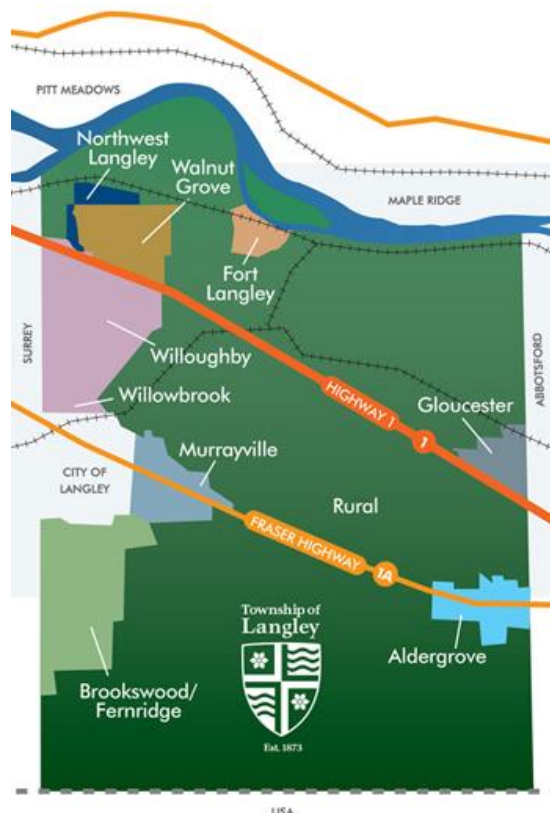 PITT MEADOWS
Northwest
Langley
Walnut
Grove
MAPLE RIDGE
Fort
Langley
SURREY
ABBOTSFORD
Willoughby
HIGHWAY 1
1
Willowbrook
Gloucester
Murrayville
CITY OF
LANGLEY
Rural
FRASER HIGHWAY
1A
Township of
Langley
Aldergrove
Brookswood/
Fernridge
Est. 1873
USA